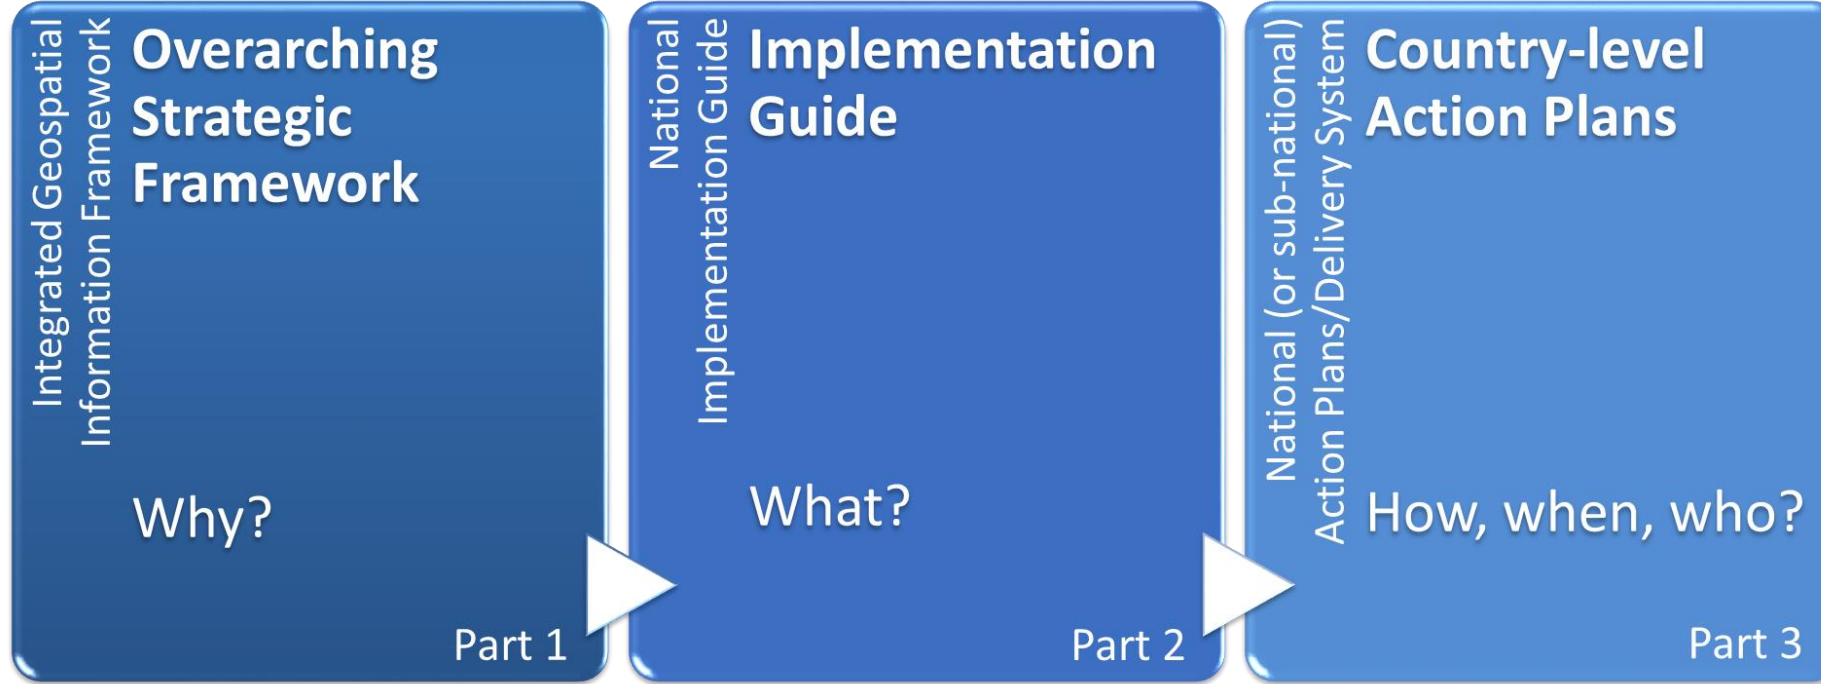 Integrated Geospatial
Information Framework
Overarching
Strategic
Framework
Why?
Part 1
National
Implementation Guide
Implementation
Guide
What?
Part 2
National (or sub-national)
Action Plans/Delivery System
Country-level
Action Plans
How, when, who?
Part 3